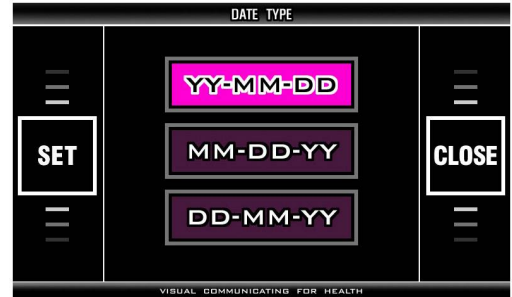 DATE TYPE
YY-MM-DD
SET
MM-DD-YY
CLOSE
DD-MM-YY
VISUAL COMMUNICATING FOR HEALTH